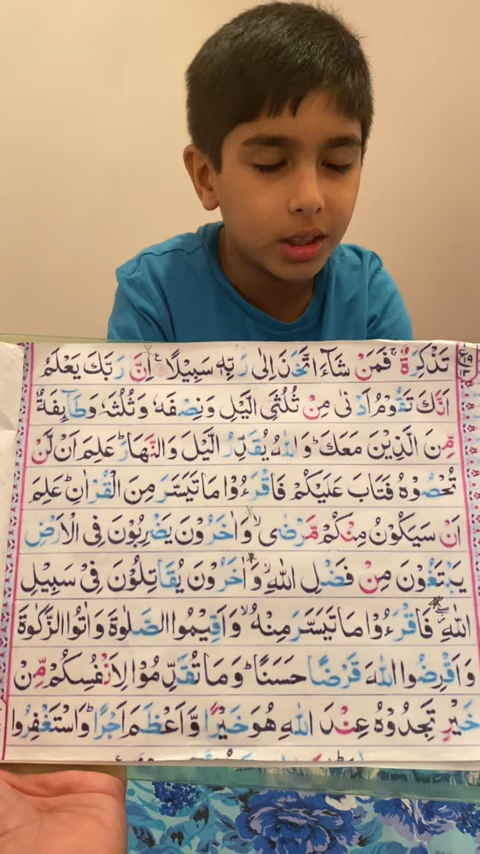 تَذْكِرَةٌ ۚ فَمَنْ شَآءَ اتَّخَذَ اِلٰى رَبِّهٖ سَبِيْلًا ؑ اِنَّ رَبَّكَ يَعْلَمُ
اَنَّكَ تَقُوْمُ اَدْنٰى مِنْ ثُلُثَىِ الَّيْلِ وَنِصْفَهٗ وَثُلُثَهٗ وَطَآئِفَةٌ
مِّنَ الَّذِيْنَ مَعَكَ ؕ وَاللّٰهُ يُقَدِّرُ الَّيْلَ وَالنَّهَارَ ؕ عَلِمَ اَنْ لَّنْ
تُحْصُوْهُ فَتَابَ عَلَيْكُمْ فَاقْرَءُوْا مَا تَيَسَّرَ مِنَ الْقُرْاٰنِ ؕ عَلِمَ
اَنْ سَيَكُوْنُ مِنْكُمْ مَّرْضٰى ۙ وَاٰخَرُوْنَ يَضْرِبُوْنَ فِى الْاَرْضِ
يَبْتَغُوْنَ مِنْ فَضْلِ اللّٰهِ ۙ وَاٰخَرُوْنَ يُقَاتِلُوْنَ فِىْ سَبِيْلِ
اللّٰهِ ۖ فَاقْرَءُوْا مَا تَيَسَّرَ مِنْهُ ۙ وَاَقِيْمُوا الصَّلٰوةَ وَاٰتُوا الزَّكٰوةَ
وَاَقْرِضُوا اللّٰهَ قَرْضًا حَسَنًا ؕ وَمَا تُقَدِّمُوْا لِاَنْفُسِكُمْ مِّنْ
خَيْرٍ تَجِدُوْهُ عِنْدَ اللّٰهِ هُوَ خَيْرًا وَّاَعْظَمَ اَجْرًا ؕ وَاسْتَغْفِرُوا